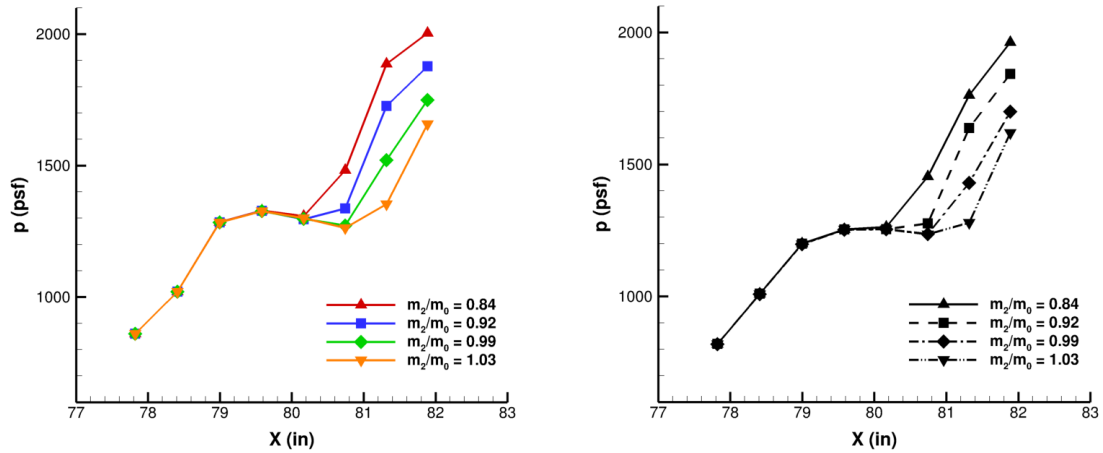 p (psf)
2000
1500
1000
77 78 79 80 81 82 83
X (in)
m₂/m₀ = 0.84
m₂/m₀ = 0.92
m₂/m₀ = 0.99
m₂/m₀ = 1.03
p (psf)
2000
1500
1000
77 78 79 80 81 82 83
X (in)
m₂/m₀ = 0.84
m₂/m₀ = 0.92
m₂/m₀ = 0.99
m₂/m₀ = 1.03